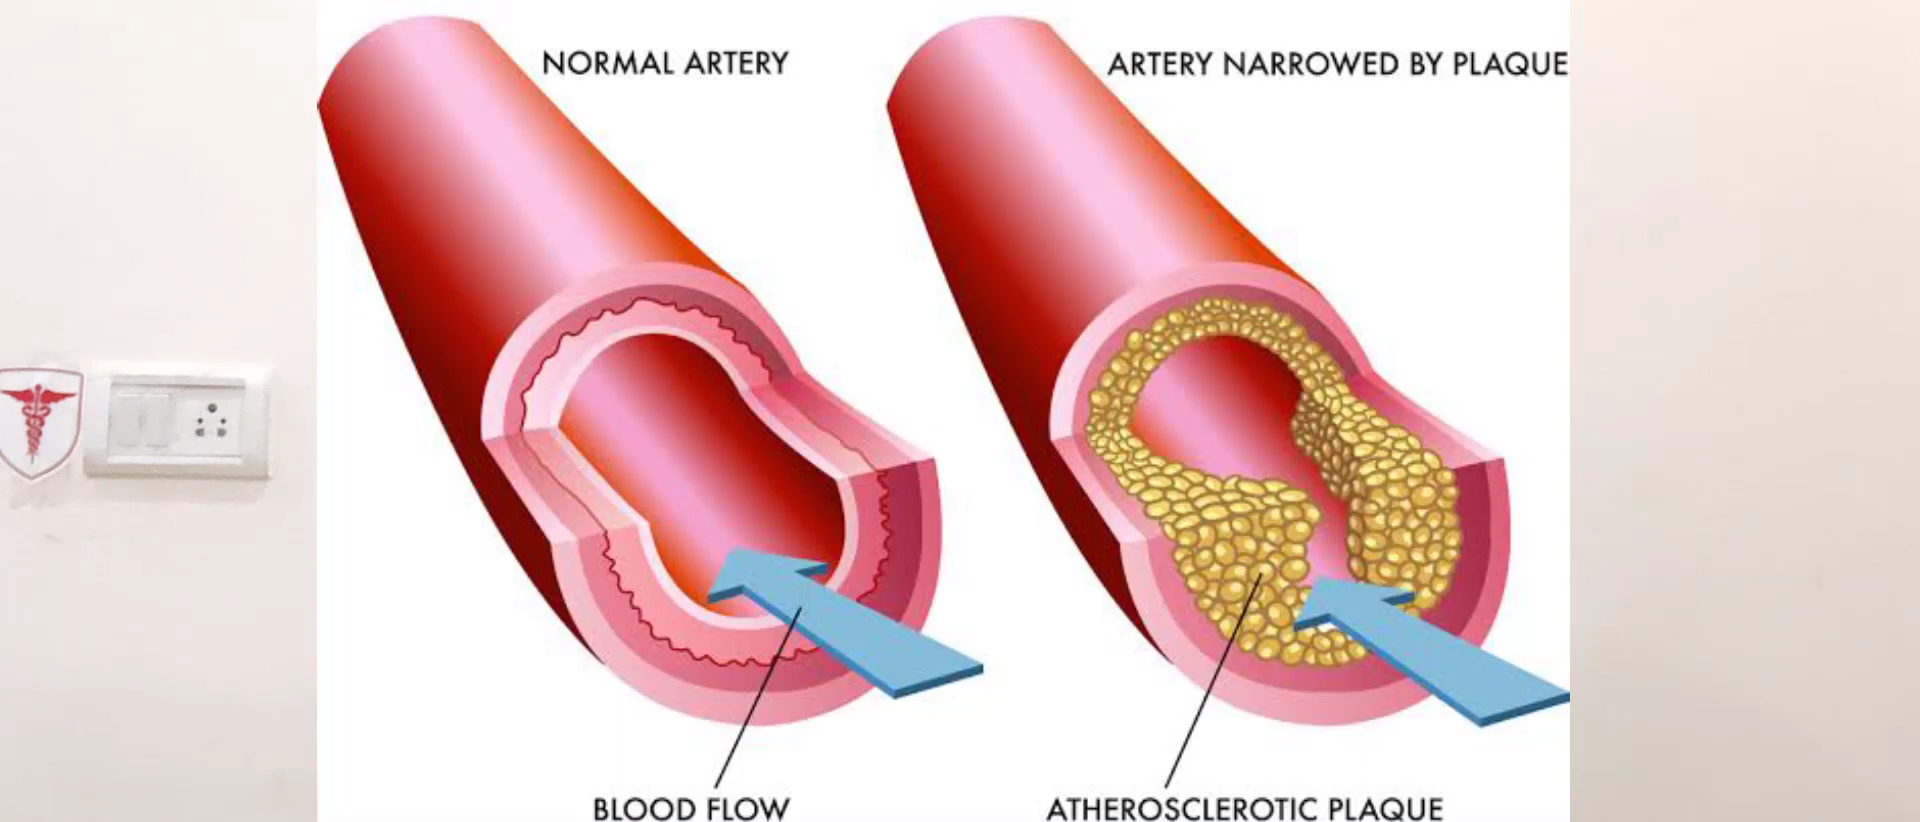 NORMAL ARTERY
ARTERY NARROWED BY PLAQUE
BLOOD FLOW
ATHEROSCLEROTIC PLAQUE